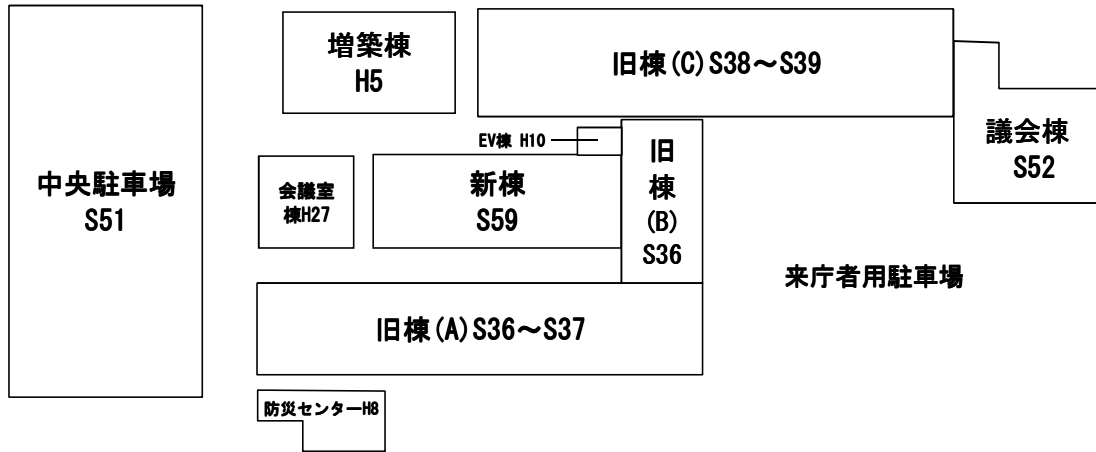 増築棟
H5
旧棟(C)S38～S39
議会棟
S52
EV棟 H10
旧
棟
(B)
S36
中央駐車場
S51
会議室
棟H27
新棟
S59
来庁者用駐車場
旧棟(A)S36～S37
防災センターH8